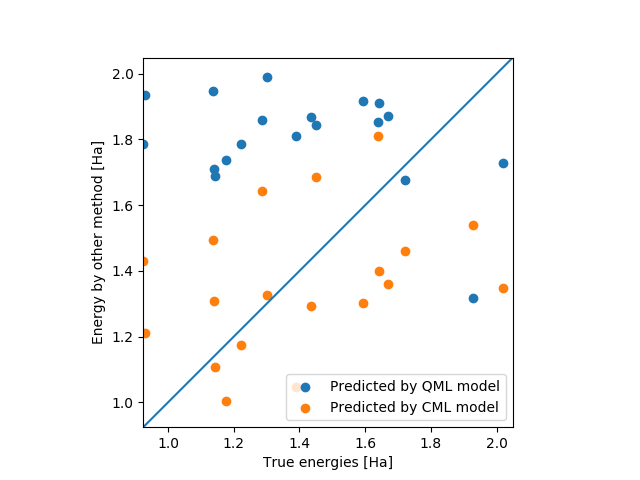 2.0
1.8
1.6
1.4
1.2
1.0
Energy by other method [Ha]
Predicted by QML model
Predicted by CML model
1.0 1.2 1.4 1.6 1.8 2.0
True energies [Ha]